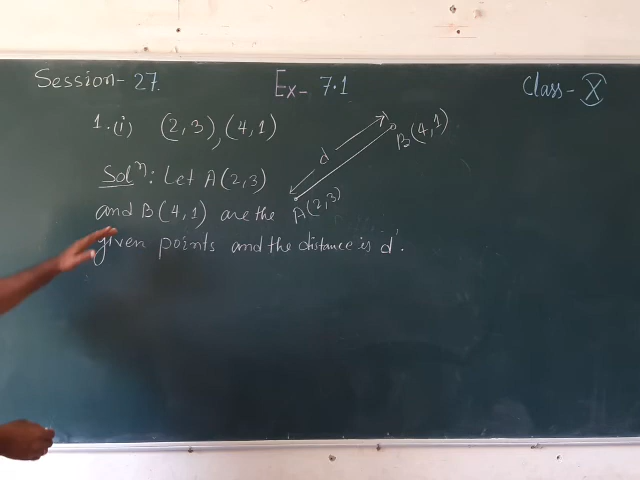 Session-27.
Ex-7.1
Class-X
1.(i) (2,3),(4,1)
Solⁿ: Let A(2,3)
and B(4,1) are the
given points and the distance is d'.
d
B(4,1)
A(2,3)